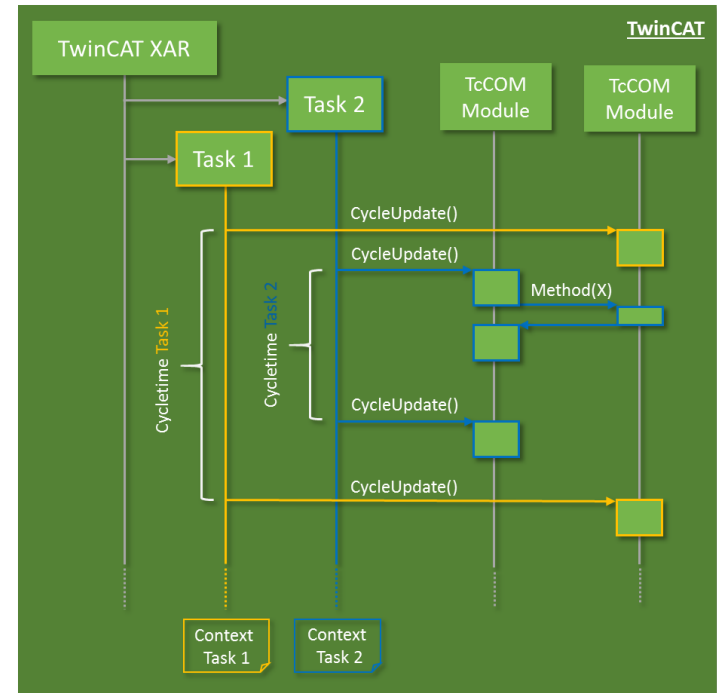 TwinCAT
TwinCAT XAR
Task 2
Task 1
TcCOM
Module
TcCOM
Module
CycleUpdate()
CycleUpdate()
Method(X)
Cycletime Task 1
Cycletime Task 2
CycleUpdate()
CycleUpdate()
Context
Task 1
Context
Task 2